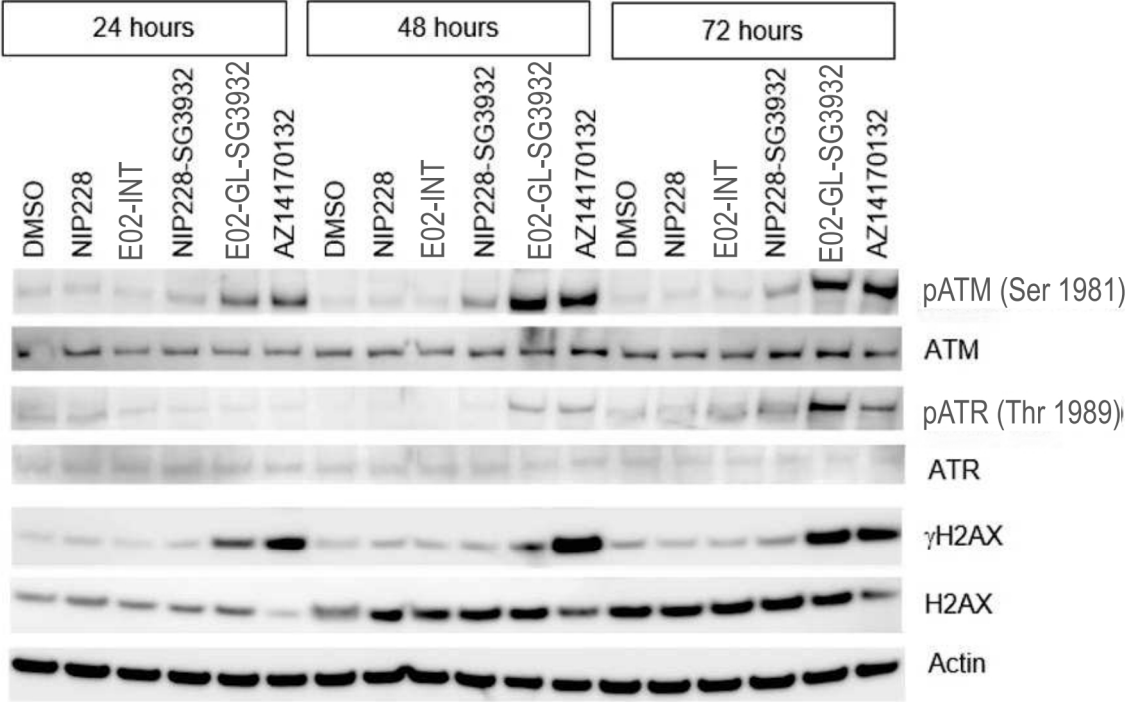 24 hours
48 hours
72 hours
DMSO
NIP228
E02-INT
NIP228-SG3932
E02-GL-SG3932
AZ14170132
DMSO
NIP228
E02-INT
NIP228-SG3932
E02-GL-SG3932
AZ14170132
DMSO
NIP228
E02-INT
NIP228-SG3932
E02-GL-SG3932
AZ14170132
pATM (Ser 1981)
ATM
pATR (Thr 1989)
ATR
γH2AX
H2AX
Actin